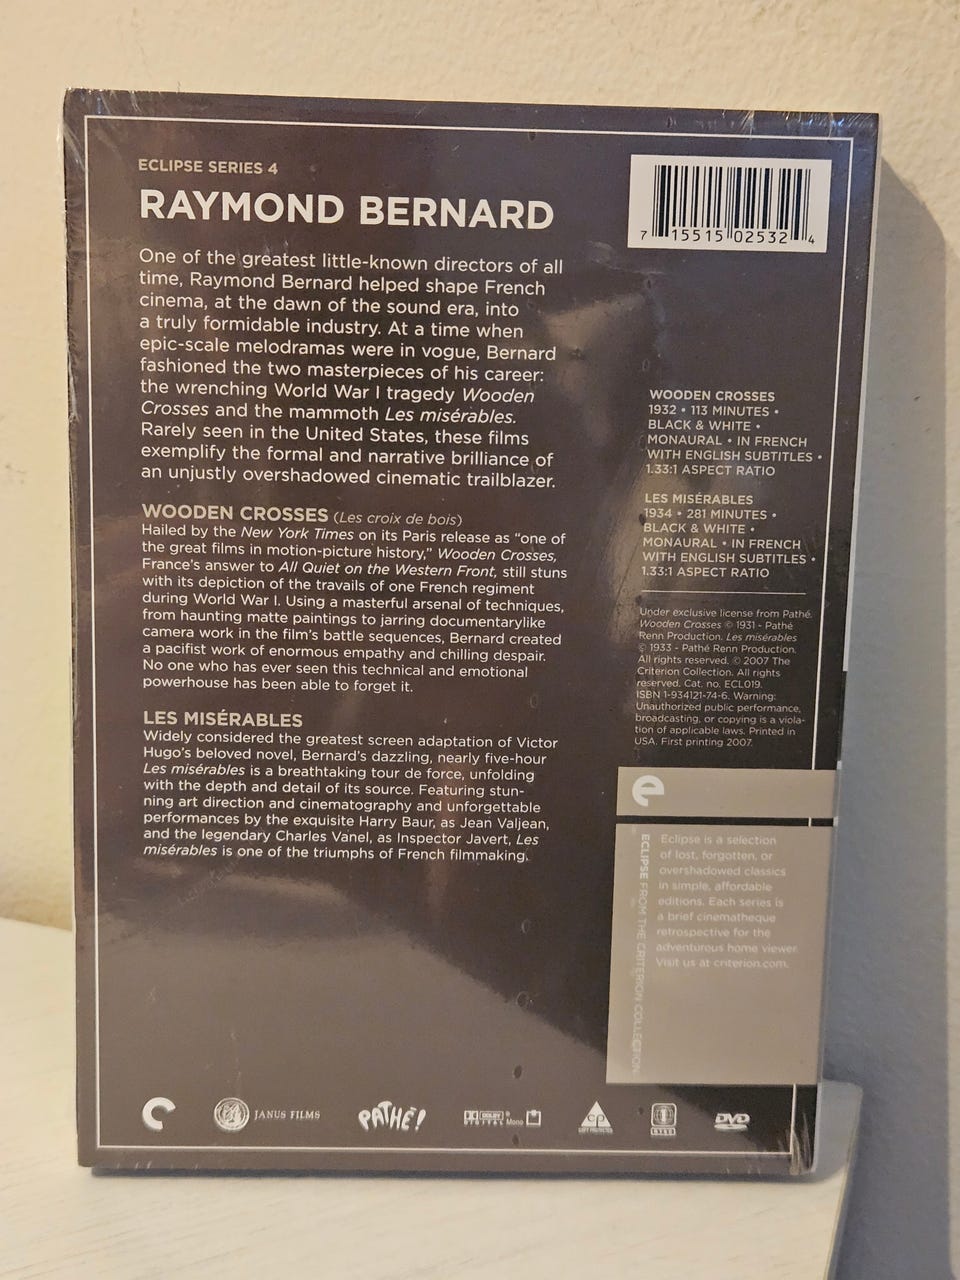 ECLIPSE SERIES 4
RAYMOND BERNARD
One of the greatest little-known directors of all
time, Raymond Bernard helped shape French
cinema, at the dawn of the sound era, into
a truly formidable industry. At a time when
epic-scale melodramas were in vogue, Bernard
fashioned the two masterpieces of his career:
the wrenching World War I tragedy Wooden
Crosses and the mammoth Les misérables.
Rarely seen in the United States, these films
exemplify the formal and narrative brilliance of
an unjustly overshadowed cinematic trailblazer.
WOODEN CROSSES (Les croix de bois)
Hailed by the New York Times on its Paris release as “one of
the great films in motion-picture history,” Wooden Crosses,
France's answer to All Quiet on the Western Front, still stuns
with its depiction of the travails of one French regiment
during World War I. Using a masterful arsenal of techniques,
from haunting matte paintings to jarring documentarylike
camera work in the film's battle sequences, Bernard created
a pacifist work of enormous empathy and chilling despair.
No one who has ever seen this technical and emotional
powerhouse has been able to forget it.
LES MISÉRABLES
Widely considered the greatest screen adaptation of Victor
Hugo's beloved novel, Bernard's dazzling, nearly five-hour
Les misérables is a breathtaking tour de force, unfolding
with the depth and detail of its source. Featuring stun-
ning art direction and cinematography and unforgettable
performances by the exquisite Harry Baur, as Jean Valjean,
and the legendary Charles Vanel, as Inspector Javert, Les
misérables is one of the triumphs of French filmmaking.
7 15515 02532 4
WOODEN CROSSES
1932 • 113 MINUTES •
BLACK & WHITE •
MONAURAL • IN FRENCH
WITH ENGLISH SUBTITLES •
1.33:1 ASPECT RATIO
LES MISÉRABLES
1934 • 281 MINUTES •
BLACK & WHITE •
MONAURAL • IN FRENCH
WITH ENGLISH SUBTITLES •
1.33:1 ASPECT RATIO
Under exclusive license from Pathé.
Wooden Crosses © 1931 - Pathé
Renn Production. Les misérables
© 1933 - Pathé Renn Production.
All rights reserved. © 2007 The
Criterion Collection. All rights
reserved. Cat. no. ECL019.
ISBN 1-934121-74-6. Warning:
Unauthorized public performance,
broadcasting, or copying is a viola-
tion of applicable laws. Printed in
USA. First printing 2007.
e
ECLIPSE FROM THE CRITERION COLLECTION
Eclipse is a selection
of lost, forgotten, or
overshadowed classics
in simple, affordable
editions. Each series is
a brief cinematheque
retrospective for the
adventurous home viewer.
Visit us at criterion.com.
JANUS FILMS
PATHÉ!
DOLBY
DIGITAL Mono
CP
COPY PROTECTED
NTSC
DVD